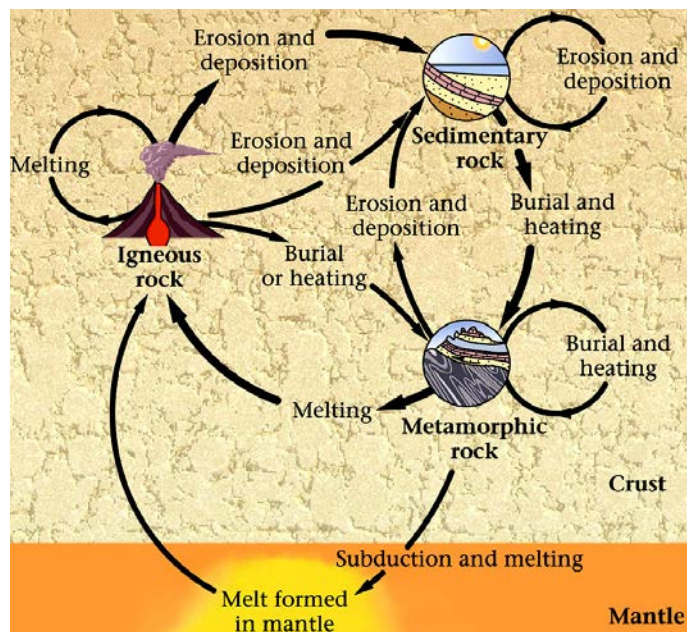 Erosion and
deposition
Erosion and
deposition
Melting
Erosion and
deposition
Sedimentary
rock
Erosion and
deposition
Burial and
heating
Igneous
rock
Burial
or heating
Burial and
heating
Melting
Metamorphic
rock
Crust
Subduction and melting
Melt formed
in mantle
Mantle